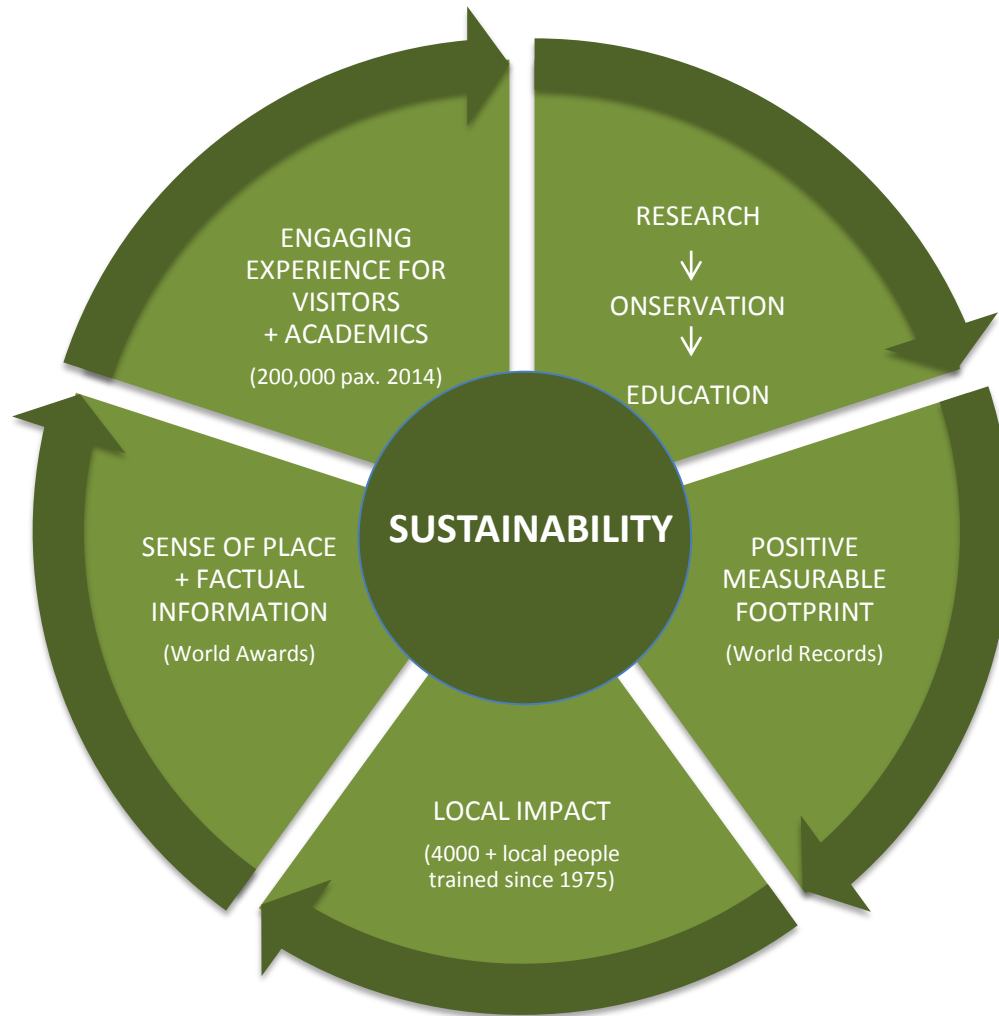 RESEARCH
↓
ONSERVATION
↓
EDUCATION
POSITIVE
MEASURABLE
FOOTPRINT
(World Records)
LOCAL IMPACT
(4000 + local people
trained since 1975)
SENSE OF PLACE
+ FACTUAL
INFORMATION
(World Awards)
ENGAGING
EXPERIENCE FOR
VISITORS
+ ACADEMICS
(200,000 pax. 2014)
SUSTAINABILITY